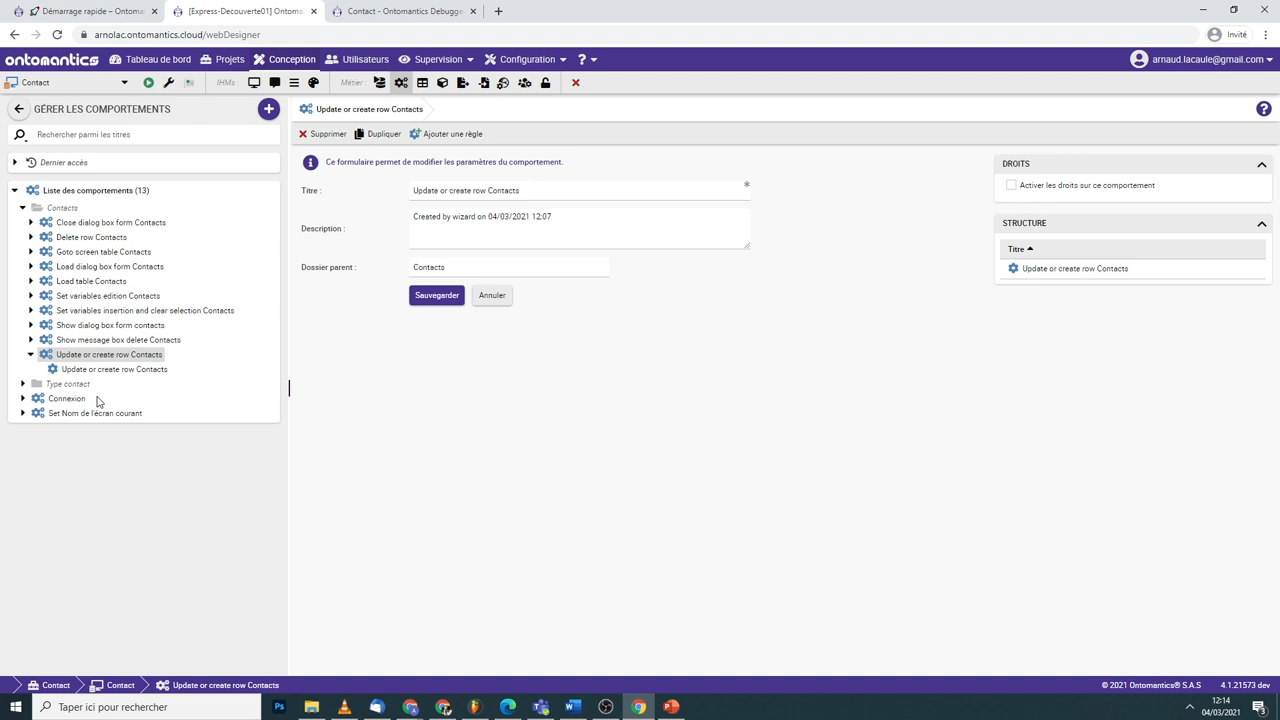 Démarrage rapide – Ontoma
[Express-Decouverte01] Ontoma
Contact - Ontomantics Debugge
arnolac.ontomantics.cloud/webDesigner
Invité
ontomantics
Tableau de bord
Projets
Conception
Utilisateurs
Supervision
Configuration
?
arnaud.lacaule@gmail.com
Contact
IHMs :
Métier :
GÉRER LES COMPORTEMENTS
Update or create row Contacts
Rechercher parmi les titres
Supprimer
Dupliquer
Ajouter une règle
Dernier accès
Ce formulaire permet de modifier les paramètres du comportement.
DROITS
Activer les droits sur ce comportement
Liste des comportements (13)
Titre :
Update or create row Contacts
*
Contacts
Close dialog box form Contacts
Delete row Contacts
Goto screen table Contacts
Load dialog box form Contacts
Load table Contacts
Set variables edition Contacts
Set variables insertion and clear selection Contacts
Show dialog box form contacts
Show message box delete Contacts
Update or create row Contacts
Update or create row Contacts
Type contact
Connexion
Set Nom de l'écran courant
Description :
Created by wizard on 04/03/2021 12:07
Dossier parent :
Contacts
Sauvegarder
Annuler
STRUCTURE
Titre
Update or create row Contacts
Contact
Contact
Update or create row Contacts
© 2021 Ontomantics S.A.S
4.1.21573 dev
Taper ici pour rechercher
12:14
04/03/2021